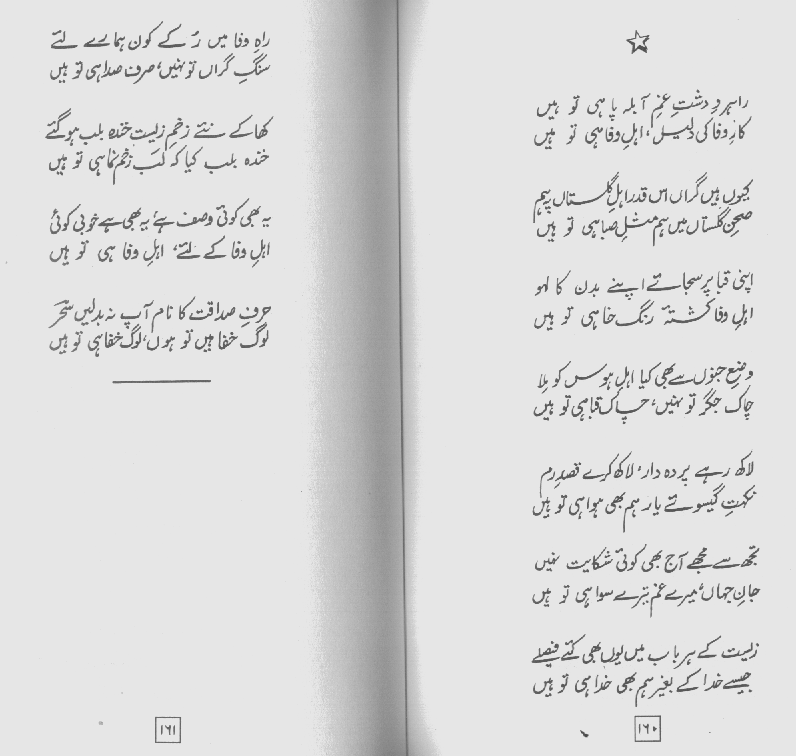 راہروِ دشتِ غمِ آبلہ پا ہی تو ہیں
کارِ وفا کی دلیل، اہلِ وفا ہی تو ہیں
کیوں ہیں گراں اس قدر اہلِ گلستاں پہ ہم
صحنِ گلستاں میں ہم مثلِ صبا ہی تو ہیں
اپنی قبا پر سجائے اپنے بدن کا لہو
اہلِ وفا کشتۂ رنگِ حنا ہی تو ہیں
وضعِ جنوں سے بھی کیا اہلِ ہوس کو ملا
چاک جگر تو نہیں، چاک قبا ہی تو ہیں
لاکھ رہے پردہ دار، لاکھ کرے قصدِ رم
نکہتِ گیسوئے یار ہم بھی ہوا ہی تو ہیں
تجھ سے مجھے آج بھی کوئی شکایت نہیں
جانِ جہاں، میرے غم تیرے سوا ہی تو ہیں
زیست کے ہر باب میں یوں بھی کئے فیصلے
جیسے خدا کے بغیر ہم بھی خدا ہی تو ہیں
۱۶۰
راہِ وفا میں رُکے کون ہمارے لئے
سنگِ گراں تو نہیں، صرف صدا ہی تو ہیں
کھا کے نئے زخمِ زیست خندہ بلب ہو گئے
خندہ بلب کیا کہ لب زخم نما ہی تو ہیں
یہ بھی کوئی وصف ہے، یہ بھی ہے خوبی کوئی
اہلِ وفا کے لئے، اہلِ وفا ہی تو ہیں
حرفِ صداقت کا نام آپ نہ بدلیں سحر
لوگ خفا ہیں تو ہوں، لوگ خفا ہی تو ہیں
۱۶۱